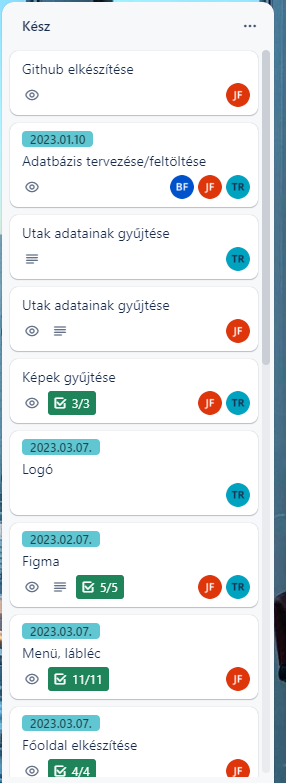 Kész
Github elkészítése
JF
2023.01.10
Adatbázis tervezése/feltöltése
BF JF TR
Utak adatainak gyűjtése
TR
Utak adatainak gyűjtése
JF
Képek gyűjtése
3/3 JF TR
2023.03.07.
Logó
TR
2023.02.07.
Figma
5/5 JF TR
2023.03.07.
Menü, lábléc
11/11 JF
2023.03.07.
Főoldal elkészítése
4/4 JF